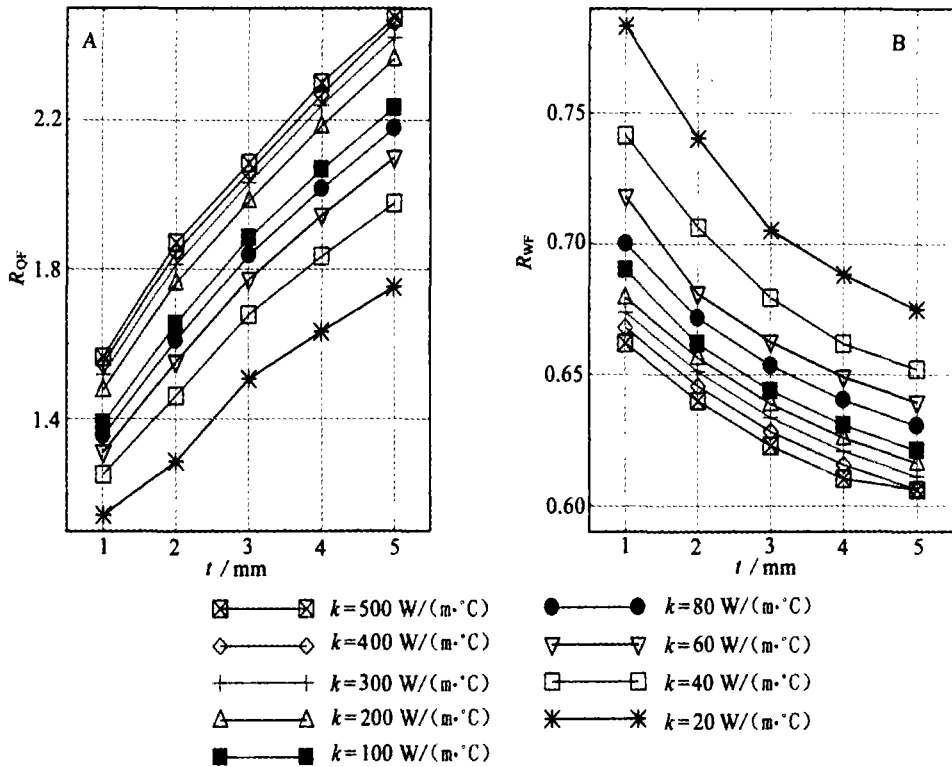 A
2.2
1.8
1.4
R_QF
1 2 3 4 5
t / mm
B
0.75
0.70
0.65
0.60
R_WF
1 2 3 4 5
t / mm
k=500 W/(m·°C)
k=400 W/(m·°C)
k=300 W/(m·°C)
k=200 W/(m·°C)
k=100 W/(m·°C)
k=80 W/(m·°C)
k=60 W/(m·°C)
k=40 W/(m·°C)
k=20 W/(m·°C)